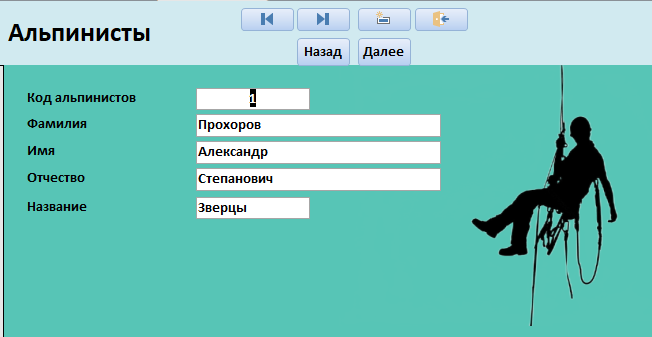 Альпинисты
Назад Далее
Код альпинистов 1
Фамилия Прохоров
Имя Александр
Отчество Степанович
Название Зверцы